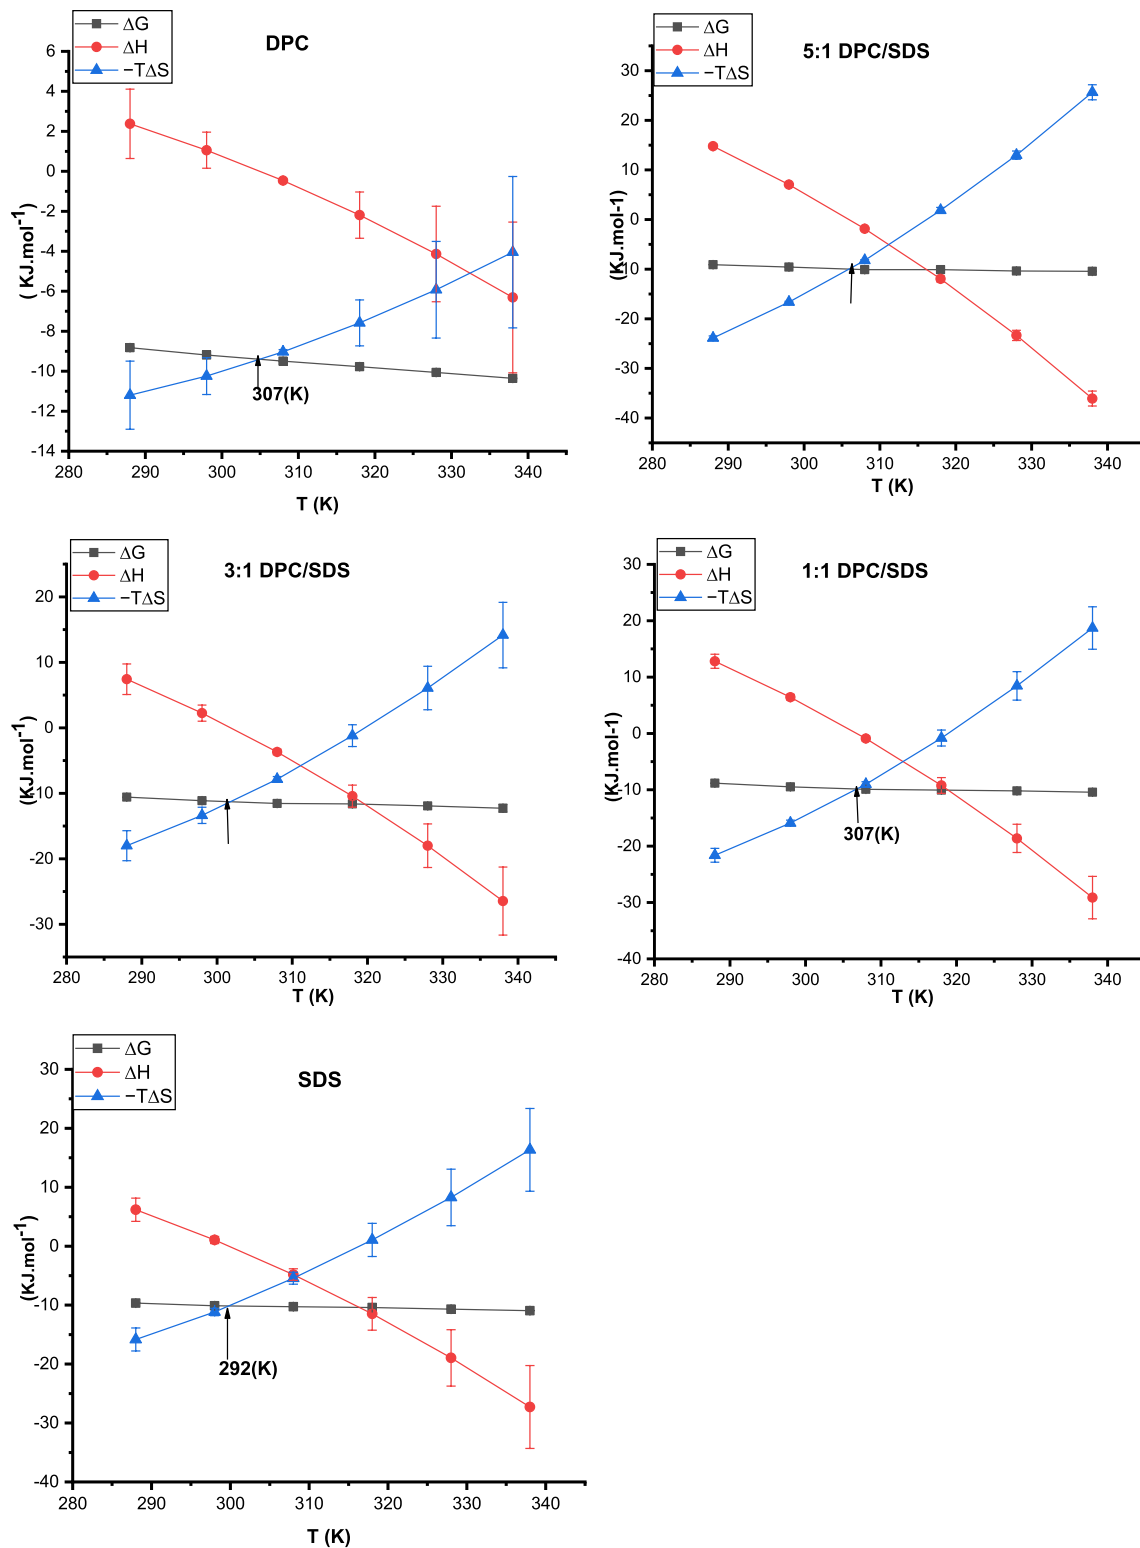 ΔG
ΔH
−TΔS
DPC
6
4
2
0
-2
-4
-6
-8
-10
-12
-14
( KJ.mol⁻¹)
307(K)
280 290 300 310 320 330 340
T (K)
ΔG
ΔH
−TΔS
5:1 DPC/SDS
30
20
10
0
-10
-20
-30
-40
(KJ.mol-1)
280 290 300 310 320 330 340
T (K)
ΔG
ΔH
−TΔS
3:1 DPC/SDS
20
10
0
-10
-20
-30
(KJ.mol⁻¹)
280 290 300 310 320 330 340
T (K)
ΔG
ΔH
−TΔS
1:1 DPC/SDS
30
20
10
0
-10
-20
-30
-40
(KJ.mol-1)
307(K)
280 290 300 310 320 330 340
T (K)
ΔG
ΔH
−TΔS
SDS
30
20
10
0
-10
-20
-30
-40
(KJ.mol⁻¹)
292(K)
280 290 300 310 320 330 340
T (K)